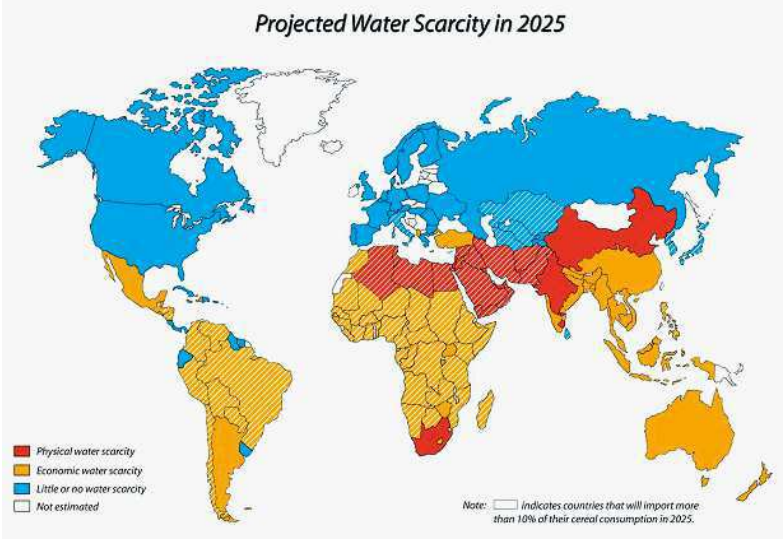 Projected Water Scarcity in 2025
Physical water scarcity
Economic water scarcity
Little or no water scarcity
Not estimated
Note: indicates countries that will import more
than 10% of their cereal consumption in 2025.